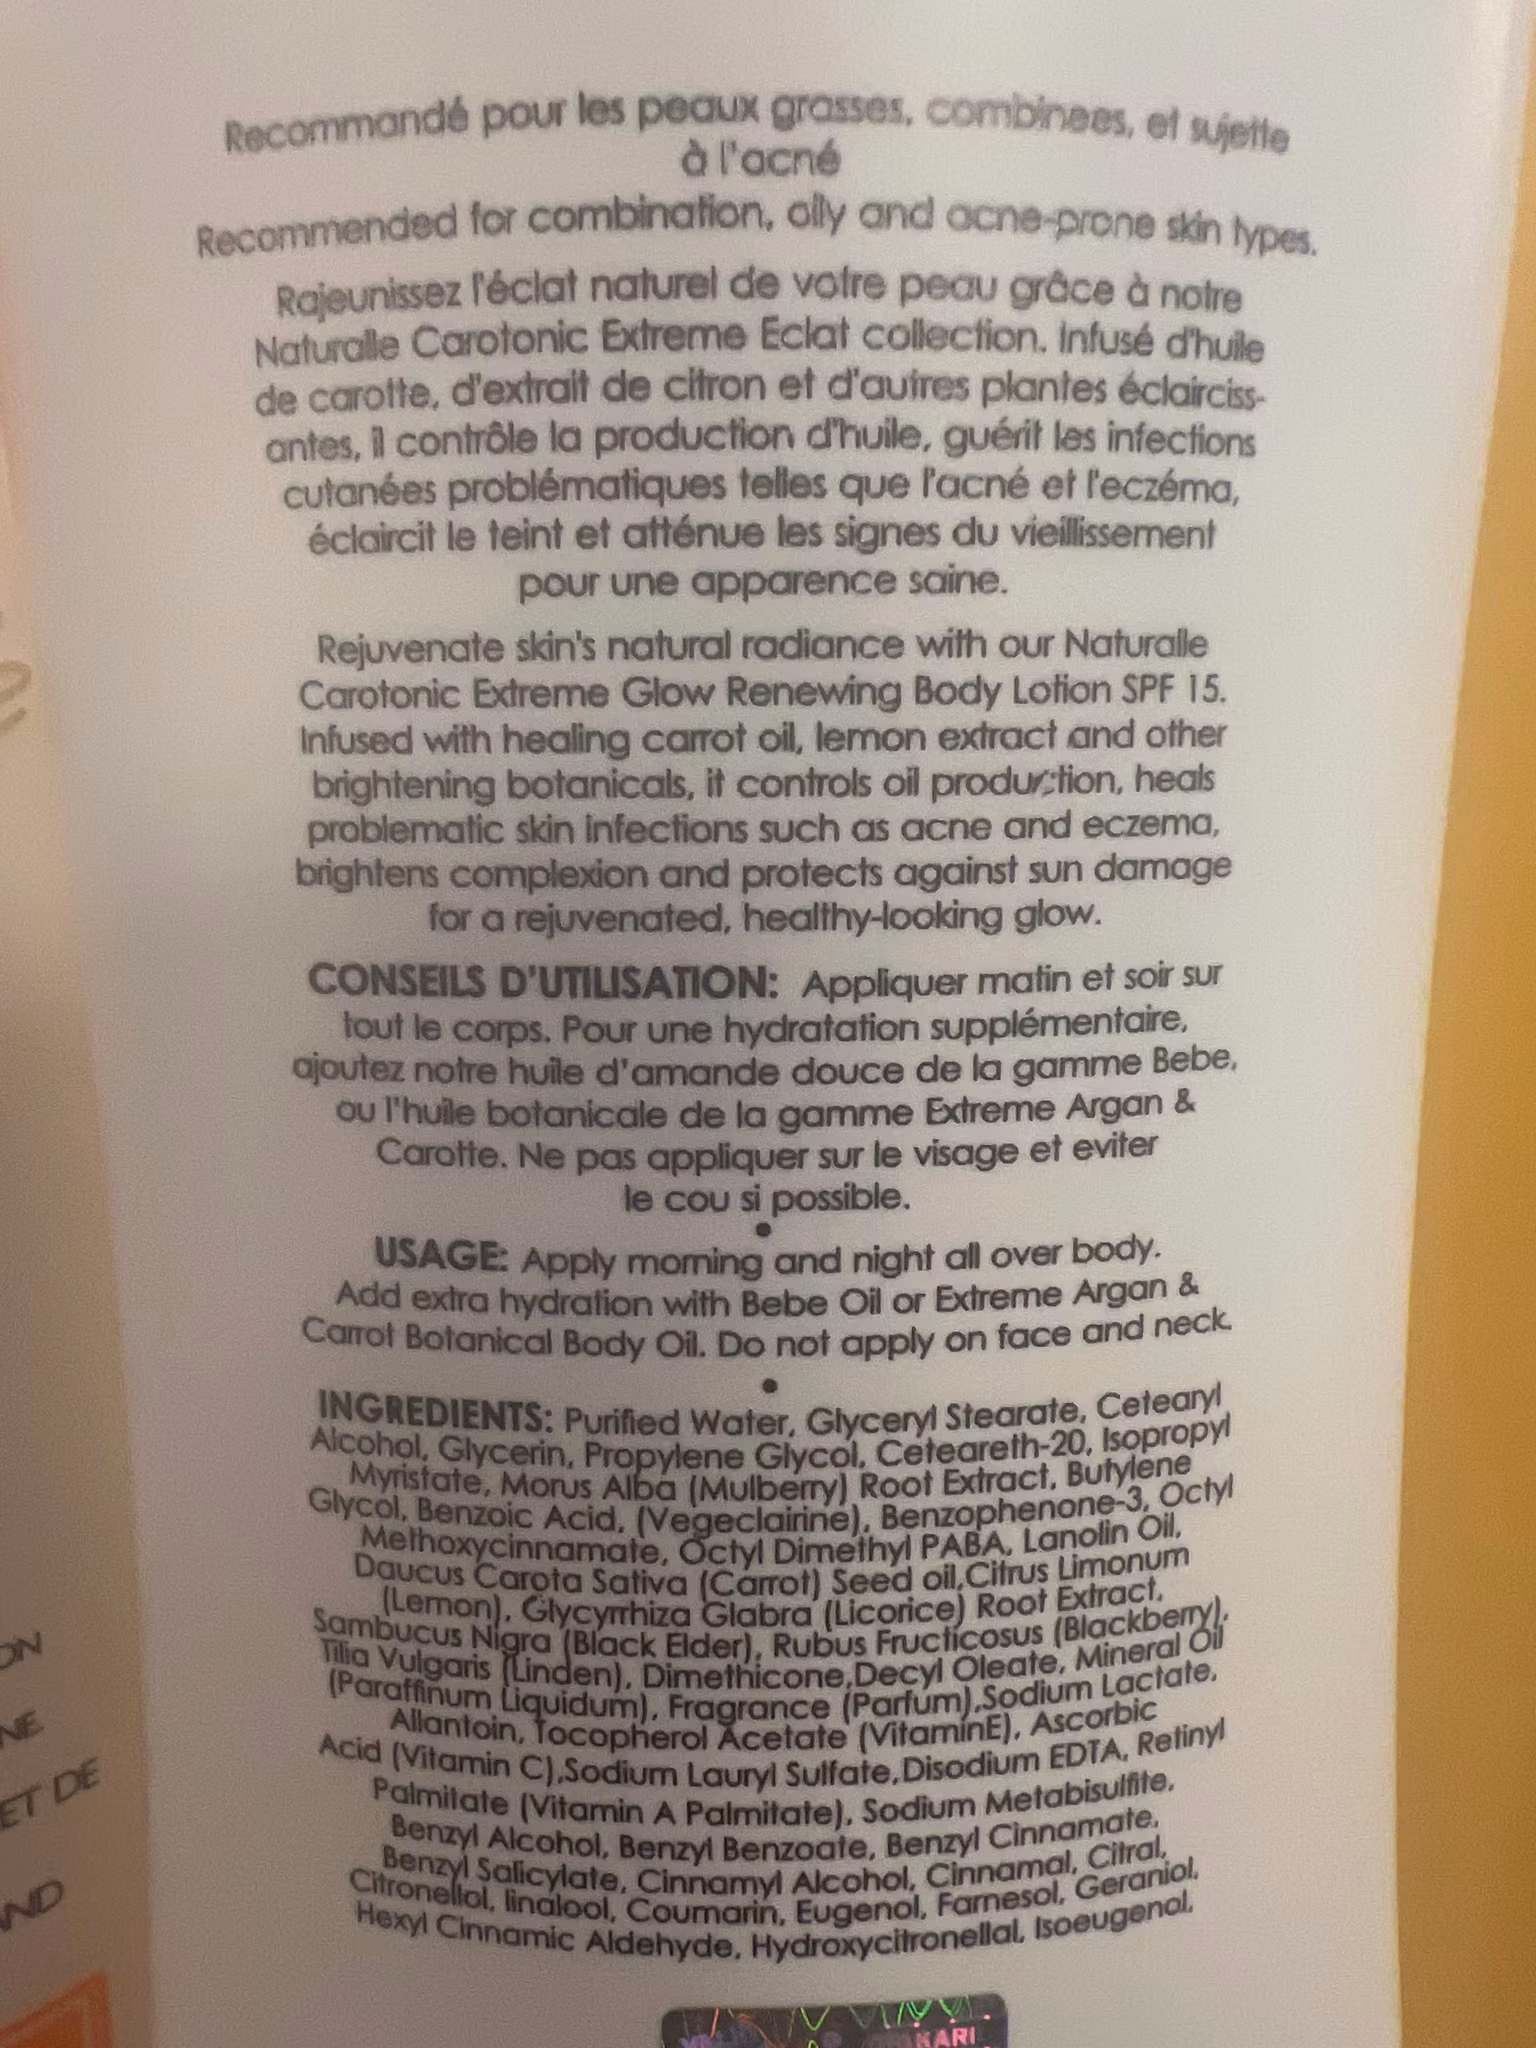 Recommandé pour les peaux grasses, combinees, et sujette
à l'acné
Recommended for combination, oily and acne-prone skin types.
Rajeunissez l'éclat naturel de votre peau grâce à notre
Naturalle Carotonic Extreme Eclat collection. Infusé d'huile
de carotte, d'extrait de citron et d'autres plantes éclairciss-
antes, il contrôle la production d'huile, guérit les infections
cutanées problématiques telles que l'acné et l'eczéma,
éclaircit le teint et atténue les signes du vieillissement
pour une apparence saine.
Rejuvenate skin's natural radiance with our Naturalle
Carotonic Extreme Glow Renewing Body Lotion SPF 15.
Infused with healing carrot oil, lemon extract and other
brightening botanicals, it controls oil production, heals
problematic skin infections such as acne and eczema,
brightens complexion and protects against sun damage
for a rejuvenated, healthy-looking glow.
CONSEILS D'UTILISATION: Appliquer matin et soir sur
tout le corps. Pour une hydratation supplémentaire,
ajoutez notre huile d'amande douce de la gamme Bebe,
ou l'huile botanicale de la gamme Extreme Argan &
Carotte. Ne pas appliquer sur le visage et eviter
le cou si possible.
•
USAGE: Apply morning and night all over body.
Add extra hydration with Bebe Oil or Extreme Argan &
Carrot Botanical Body Oil. Do not apply on face and neck.
•
INGREDIENTS: Purified Water, Glyceryl Stearate, Cetearyl
Alcohol, Glycerin, Propylene Glycol, Ceteareth-20, Isopropyl
Myristate, Morus Alba (Mulberry) Root Extract, Butylene
Glycol, Benzoic Acid, (Vegeclairine), Benzophenone-3, Octyl
Methoxycinnamate, Octyl Dimethyl PABA, Lanolin Oil,
Daucus Carota Sativa (Carrot) Seed oil,Citrus Limonum
(Lemon), Glycyrrhiza Glabra (Licorice) Root Extract,
Sambucus Nigra (Black Elder), Rubus Fructicosus (Blackberry),
Tilia Vulgaris (Linden), Dimethicone,Decyl Oleate, Mineral Oil
(Paraffinum Liquidum), Fragrance (Parfum),Sodium Lactate,
Allantoin, Tocopherol Acetate (VitaminE), Ascorbic
Acid (Vitamin C),Sodium Lauryl Sulfate,Disodium EDTA, Retinyl
Palmitate (Vitamin A Palmitate), Sodium Metabisulfite,
Benzyl Alcohol, Benzyl Benzoate, Benzyl Cinnamate,
Benzyl Salicylate, Cinnamyl Alcohol, Cinnamal, Citral,
Citronellol, linalool, Coumarin, Eugenol, Farnesol, Geraniol,
Hexyl Cinnamic Aldehyde, Hydroxycitronellal, Isoeugenol,
ET DE